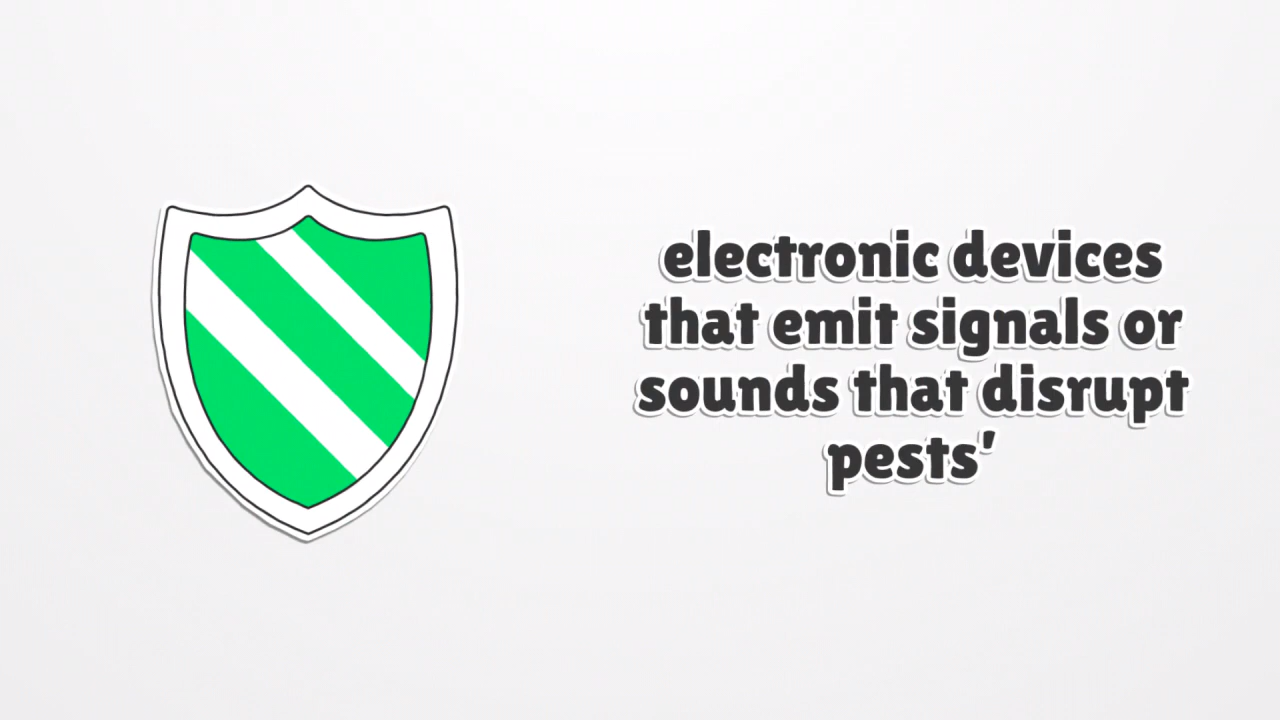 electronic devices
that emit signals or
sounds that disrupt
pests'